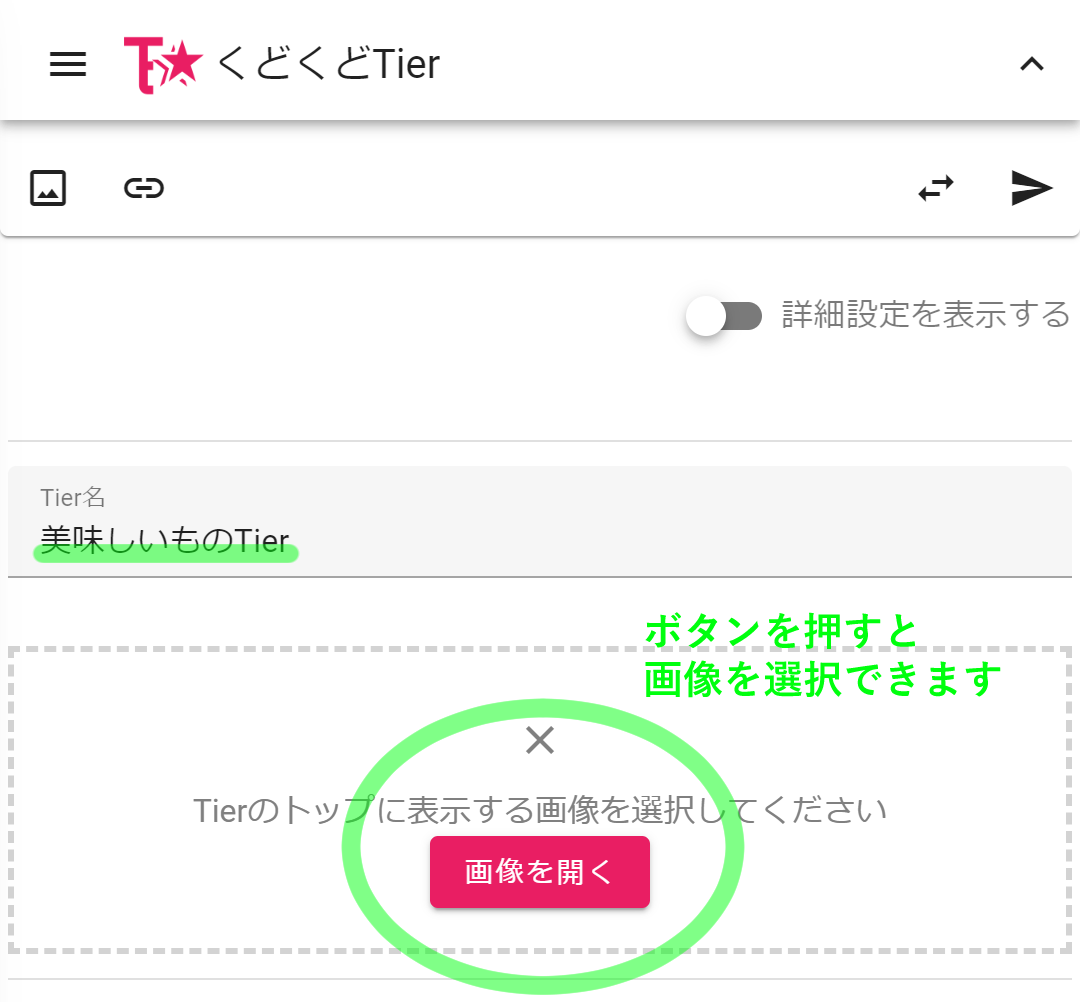 くどくどTier
詳細設定を表示する
Tier名
美味しいものTier
ボタンを押すと
画像を選択できます
Tierのトップに表示する画像を選択してください
画像を開く